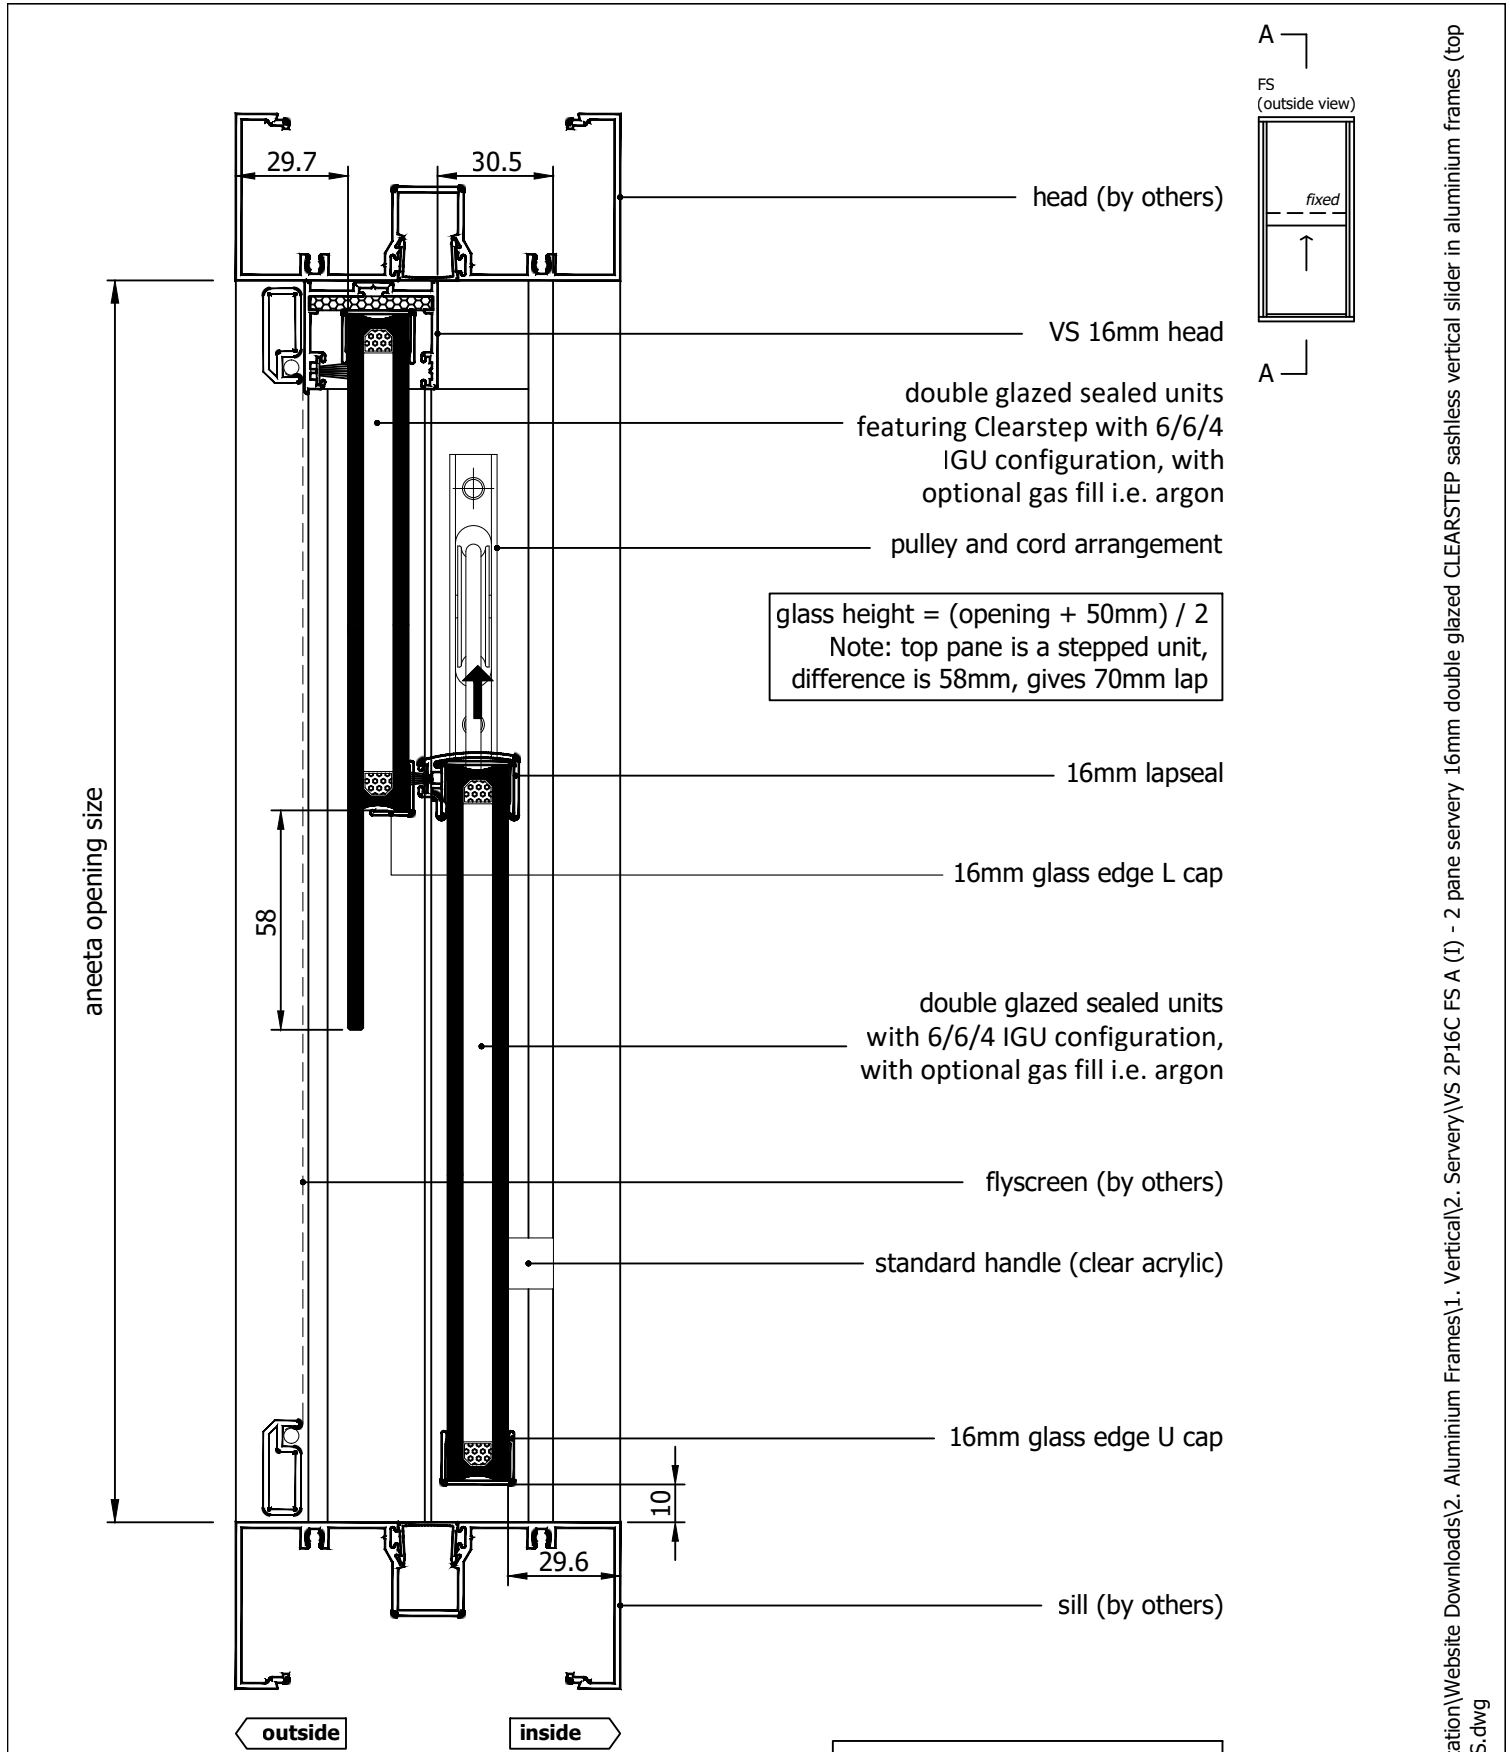 A
FS
(outside view)
fixed
A
29.7
30.5
head (by others)
VS 16mm head
double glazed sealed units
featuring Clearstep with 6/6/4
IGU configuration, with
optional gas fill i.e. argon
pulley and cord arrangement
glass height = (opening + 50mm) / 2
Note: top pane is a stepped unit,
difference is 58mm, gives 70mm lap
16mm lapseal
16mm glass edge L cap
aneeta opening size
58
double glazed sealed units
with 6/6/4 IGU configuration,
with optional gas fill i.e. argon
flyscreen (by others)
standard handle (clear acrylic)
16mm glass edge U cap
10
29.6
sill (by others)
outside
inside
ation\Website Downloads\2. Aluminium Frames\1. Vertical\2. Servery\VS 2P16C FS A (I) - 2 pane servery 16mm double glazed CLEARSTEP sashless vertical slider in aluminium frames (top
S.dwg